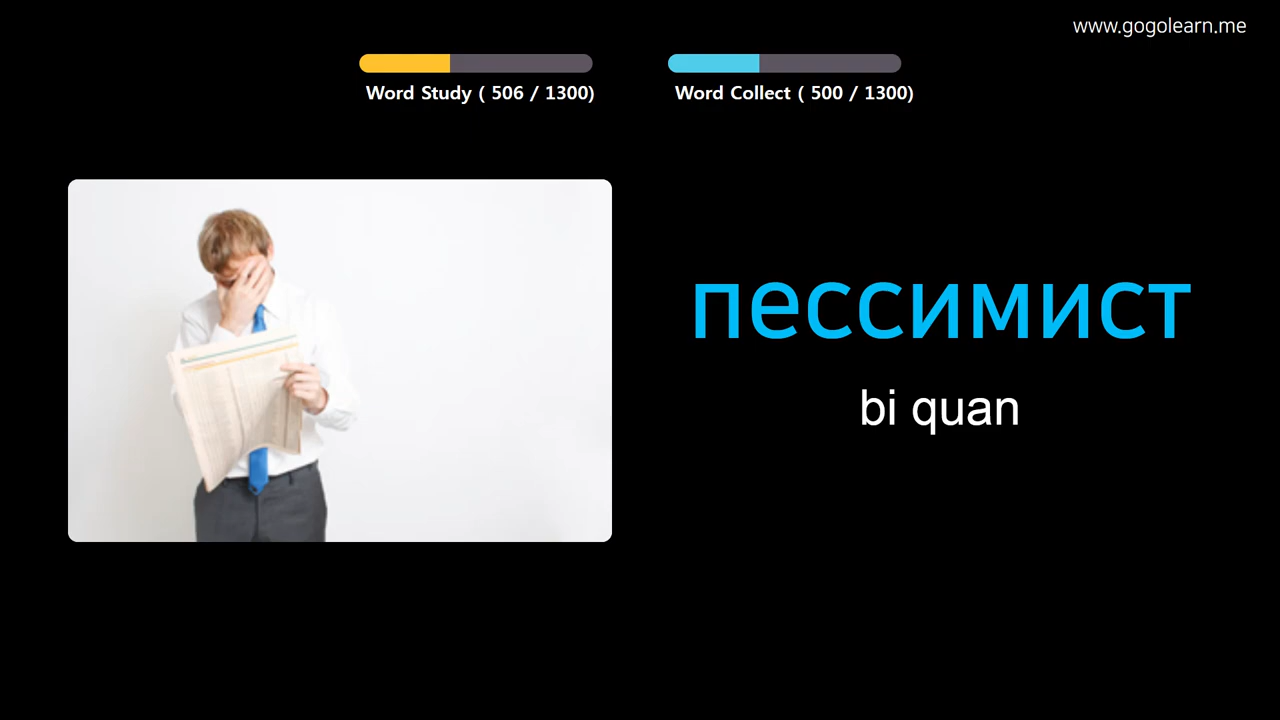 www.gogolearn.me
Word Study ( 506 / 1300)
Word Collect ( 500 / 1300)
пессимист
bi quan